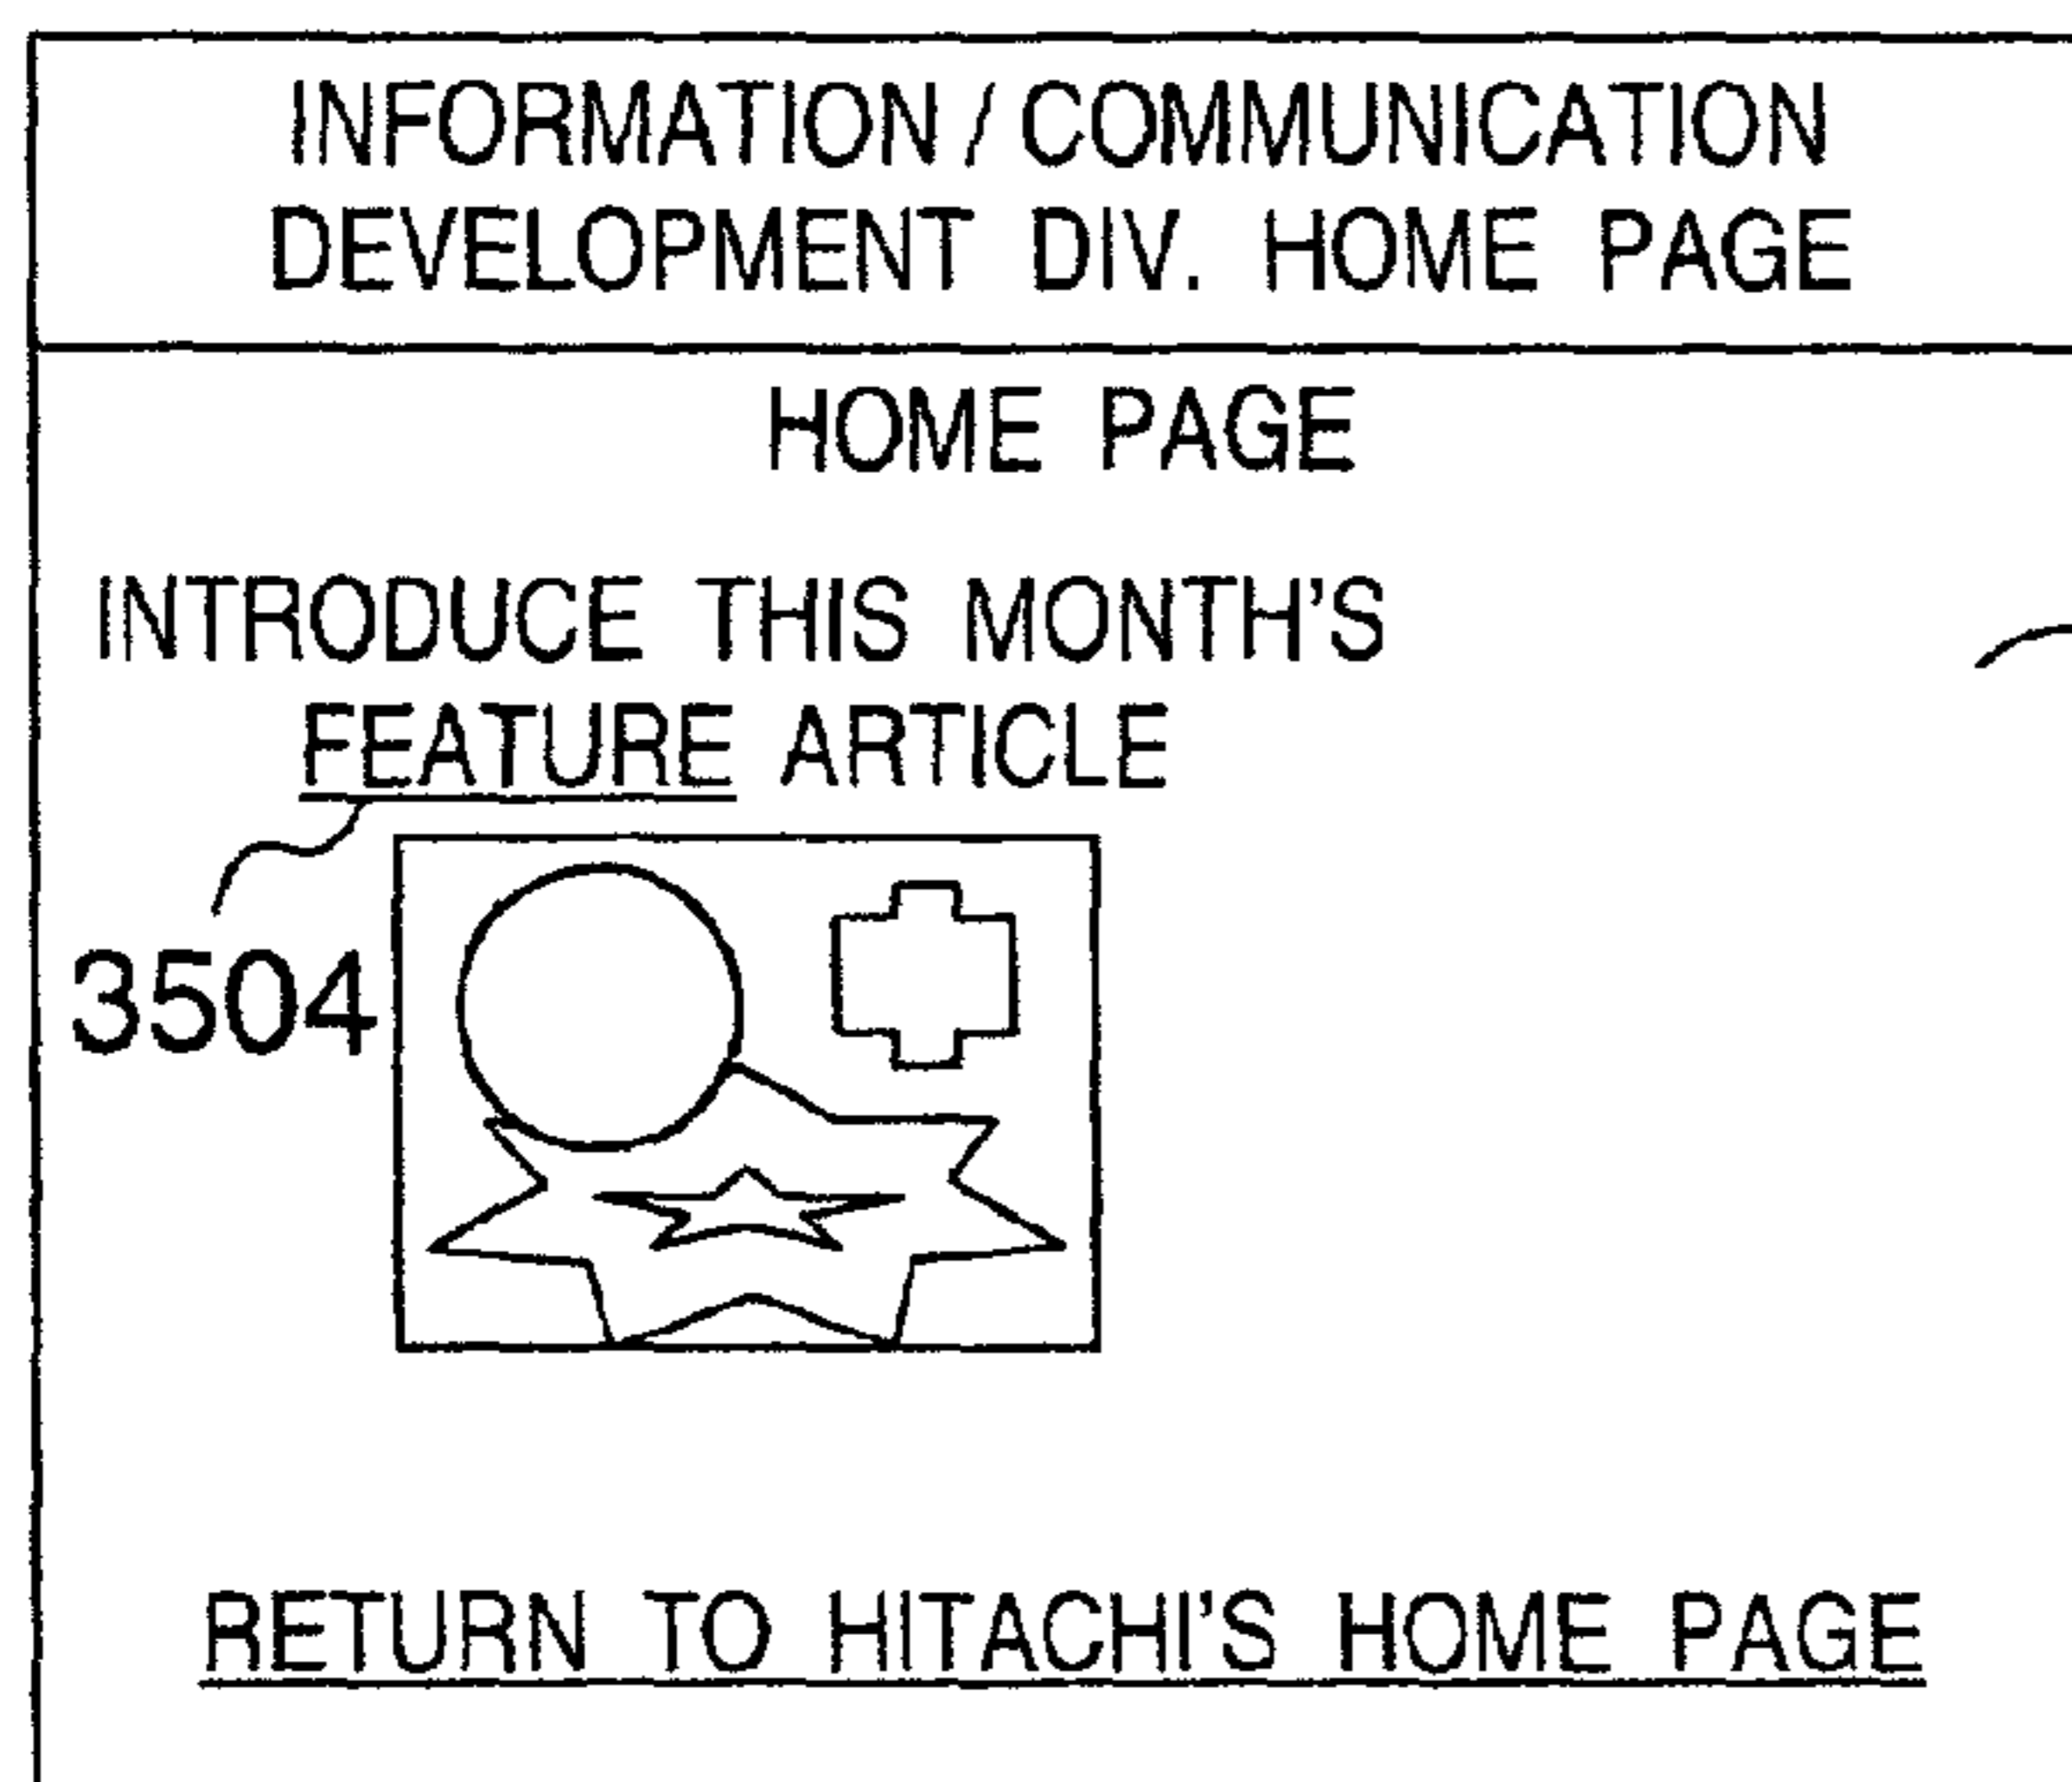 INFORMATION / COMMUNICATION
DEVELOPMENT DIV. HOME PAGE
HOME PAGE
INTRODUCE THIS MONTH'S
FEATURE ARTICLE
3504
RETURN TO HITACHI'S HOME PAGE